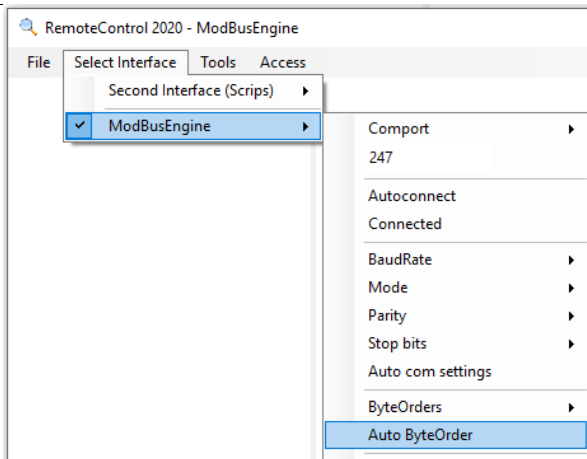 RemoteControl 2020 - ModBusEngine
File Select Interface Tools Access
Second Interface (Scrips)
ModBusEngine
Comport
247
Autoconnect
Connected
BaudRate
Mode
Parity
Stop bits
Auto com settings
ByteOrders
Auto ByteOrder